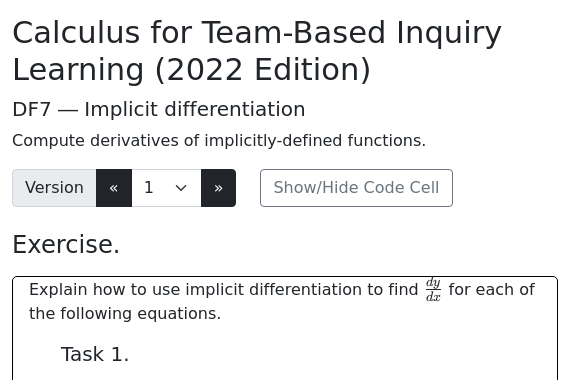 Calculus for Team-Based Inquiry
Learning (2022 Edition)
DF7 — Implicit differentiation
Compute derivatives of implicitly-defined functions.
Version « 1 » Show/Hide Code Cell
Exercise.
Explain how to use implicit differentiation to find dy/dx for each of
the following equations.
Task 1.